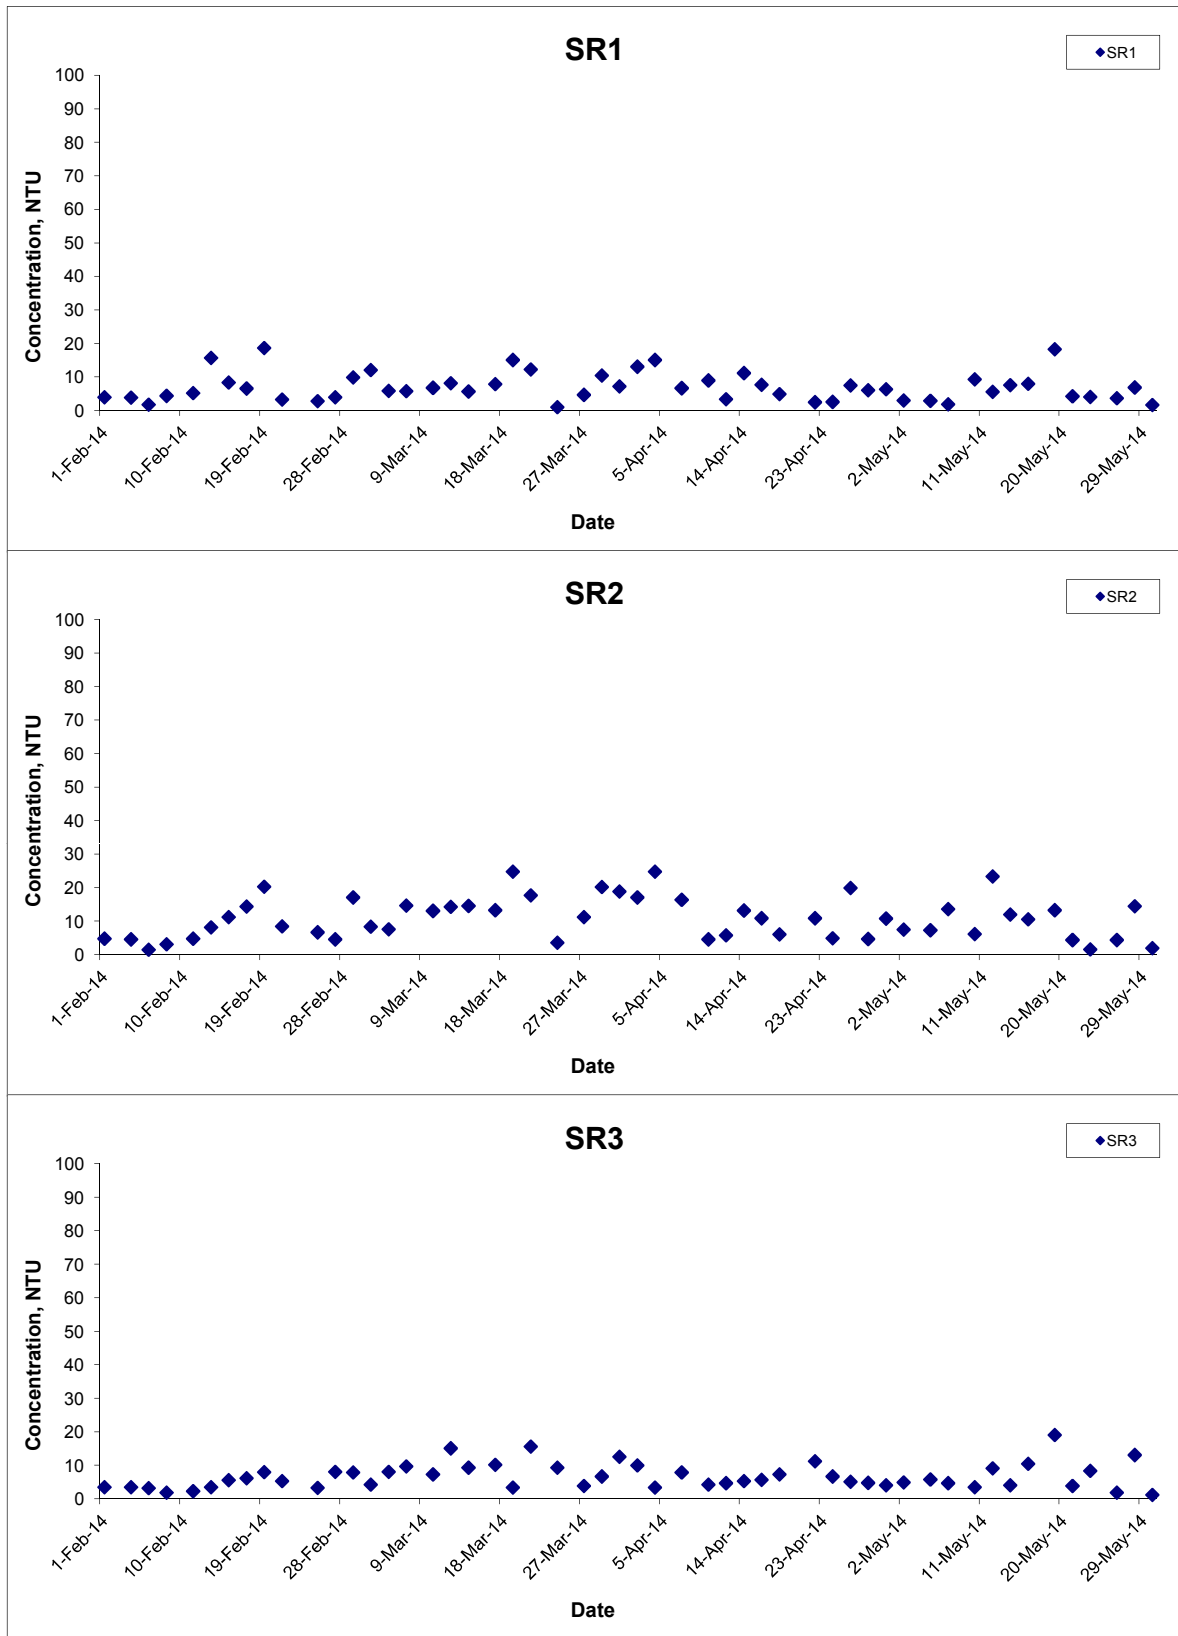 SR1
SR1
100
90
80
70
60
50
40
30
20
10
0
Concentration, NTU
1-Feb-14
10-Feb-14
19-Feb-14
28-Feb-14
9-Mar-14
18-Mar-14
27-Mar-14
5-Apr-14
14-Apr-14
23-Apr-14
2-May-14
11-May-14
20-May-14
29-May-14
Date
SR2
SR2
100
90
80
70
60
50
40
30
20
10
0
Concentration, NTU
1-Feb-14
10-Feb-14
19-Feb-14
28-Feb-14
9-Mar-14
18-Mar-14
27-Mar-14
5-Apr-14
14-Apr-14
23-Apr-14
2-May-14
11-May-14
20-May-14
29-May-14
Date
SR3
SR3
100
90
80
70
60
50
40
30
20
10
0
Concentration, NTU
1-Feb-14
10-Feb-14
19-Feb-14
28-Feb-14
9-Mar-14
18-Mar-14
27-Mar-14
5-Apr-14
14-Apr-14
23-Apr-14
2-May-14
11-May-14
20-May-14
29-May-14
Date